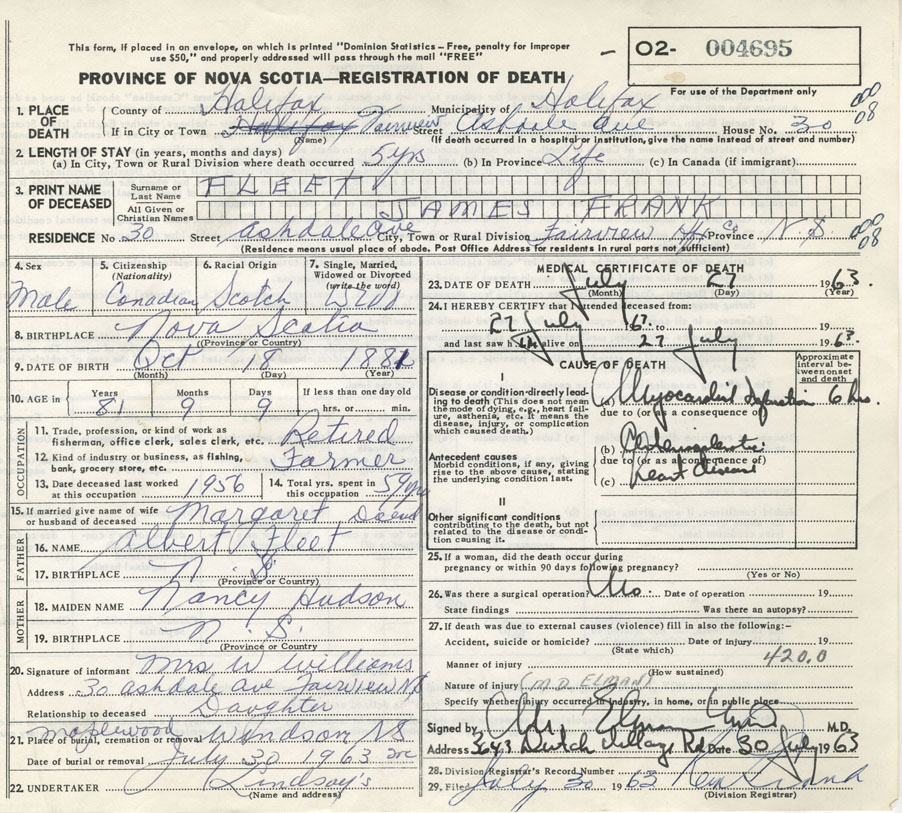 This form, if placed in an envelope, on which is printed "Dominion Statistics – Free, penalty for improper
use $50," and properly addressed will pass through the mail "FREE"
O2- 004695
PROVINCE OF NOVA SCOTIA—REGISTRATION OF DEATH
For use of the Department only
1. PLACE OF DEATH County of Halifax Municipality of Halifax
If in City or Town Halifax Fairview Street Ashdale Ave House No. 30
(Name) (If death occurred in a hospital or institution, give the name instead of street and number)
00 08
2. LENGTH OF STAY (in years, months and days)
(a) In City, Town or Rural Division where death occurred 5 yrs (b) In Province Life (c) In Canada (if immigrant)
3. PRINT NAME OF DECEASED Surname or Last Name FLEET
All Given or Christian Names JAMES FRANK
RESIDENCE No. 30 Street Ashdale Ave City, Town or Rural Division Fairview Hfx Co Province N.S.
(Residence means usual place of abode. Post Office Address for residents in rural parts not sufficient)
00 08
4. Sex Male
5. Citizenship (Nationality) Canadian
6. Racial Origin Scotch
7. Single, Married, Widowed or Divorced (write the word) Wid
8. BIRTHPLACE Nova Scotia
(Province or Country)
9. DATE OF BIRTH Oct 18 1881
(Month) (Day) (Year)
10. AGE in Years 81 Months 9 Days 9 If less than one day old hrs. or min.
OCCUPATION
11. Trade, profession, or kind of work as fisherman, office clerk, sales clerk, etc. Retired
12. Kind of industry or business, as fishing, bank, grocery store, etc. Farmer
13. Date deceased last worked at this occupation 1956
14. Total yrs. spent in this occupation 59 yrs
15. If married give name of wife or husband of deceased Margaret Dead
FATHER
16. NAME Albert Fleet
17. BIRTHPLACE N.S.
(Province or Country)
MOTHER
18. MAIDEN NAME Nancy Hudson
19. BIRTHPLACE N.S.
(Province or Country)
20. Signature of informant Mrs W Williams
Address 30 Ashdale Ave Fairview NS
Relationship to deceased Daughter
21. Place of burial, cremation or removal Maplewood Windsor NS
Date of burial or removal July 30 1963
22. UNDERTAKER Lindsay's
(Name and address)
MEDICAL CERTIFICATE OF DEATH
23. DATE OF DEATH July 27 1963.
(Month) (Day)
24. I HEREBY CERTIFY that I attended deceased from:
27 July 63. to 19
and last saw him alive on 27 July 1963.
CAUSE OF DEATH
Approximate interval between onset and death
I
Disease or condition directly leading to death (This does not mean the mode of dying, e.g., heart failure, asthenia, etc. It means the disease, injury, or complication which caused death.)
(a) Myocardial Infarction 6 hrs.
due to (or as a consequence of
Antecedent causes
Morbid conditions, if any, giving rise to the above cause, stating the underlying condition last.
(b)
due to (or as a consequence of)
(c) heart disease
II
Other significant conditions
contributing to the death, but not related to the disease or condition causing it.
25. If a woman, did the death occur during
pregnancy or within 90 days following pregnancy?
(Yes or No)
26. Was there a surgical operation? No. Date of operation 19
State findings Was there an autopsy?
27. If death was due to external causes (violence) fill in also the following:–
Accident, suicide or homicide? Date of injury 19
(State which)
Manner of injury 420.0
(How sustained)
Nature of injury (M.D. ELMAN)
Specify whether injury occurred in industry, in home, or in public place
Signed by M.D.
Address 3643 Dutch Village Rd Date 30 July 1963
28. Division Registrar's Record Number
29. Filed July 30 1963
(Division Registrar)